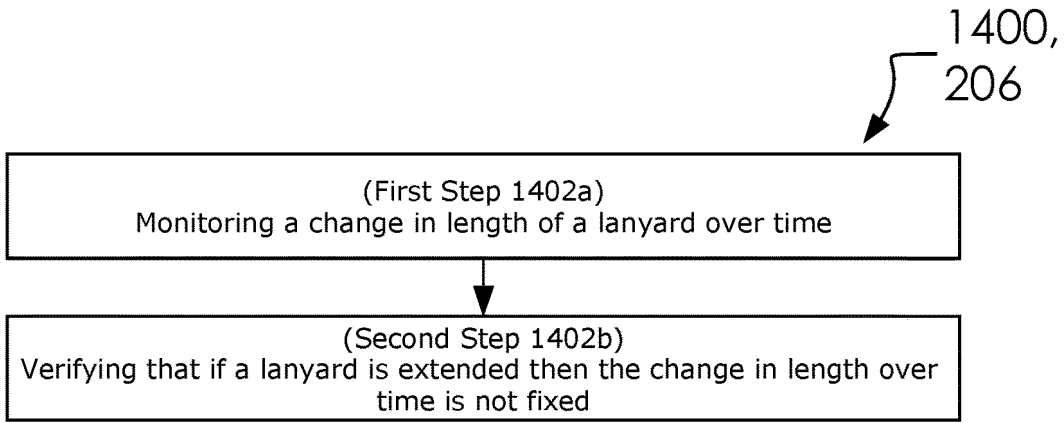 1400,
206
(First Step 1402a)
Monitoring a change in length of a lanyard over time
(Second Step 1402b)
Verifying that if a lanyard is extended then the change in length over
time is not fixed